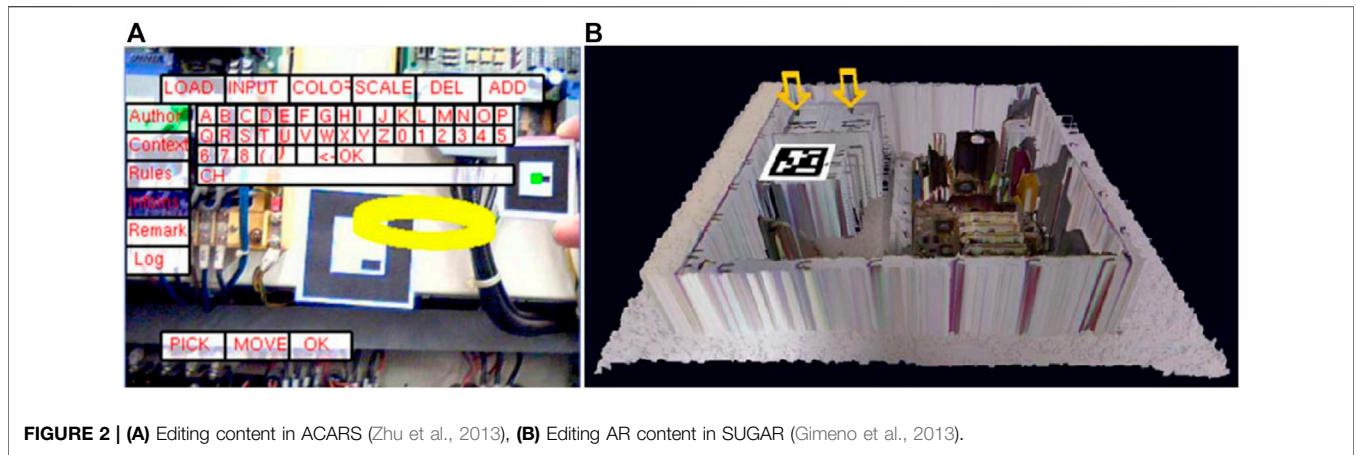 A
B
LOAD INPUT COLOR SCALE DEL ADD
Author
A B C D E F G H I J K L M N O P
Q R S T U V W X Y Z 0 1 2 3 4 5
Context
6 7 8 ( ) <-OK
Rules
CH
Remark
Log
PICK MOVE OK
FIGURE 2 | (A) Editing content in ACARS (Zhu et al., 2013), (B) Editing AR content in SUGAR (Gimeno et al., 2013).